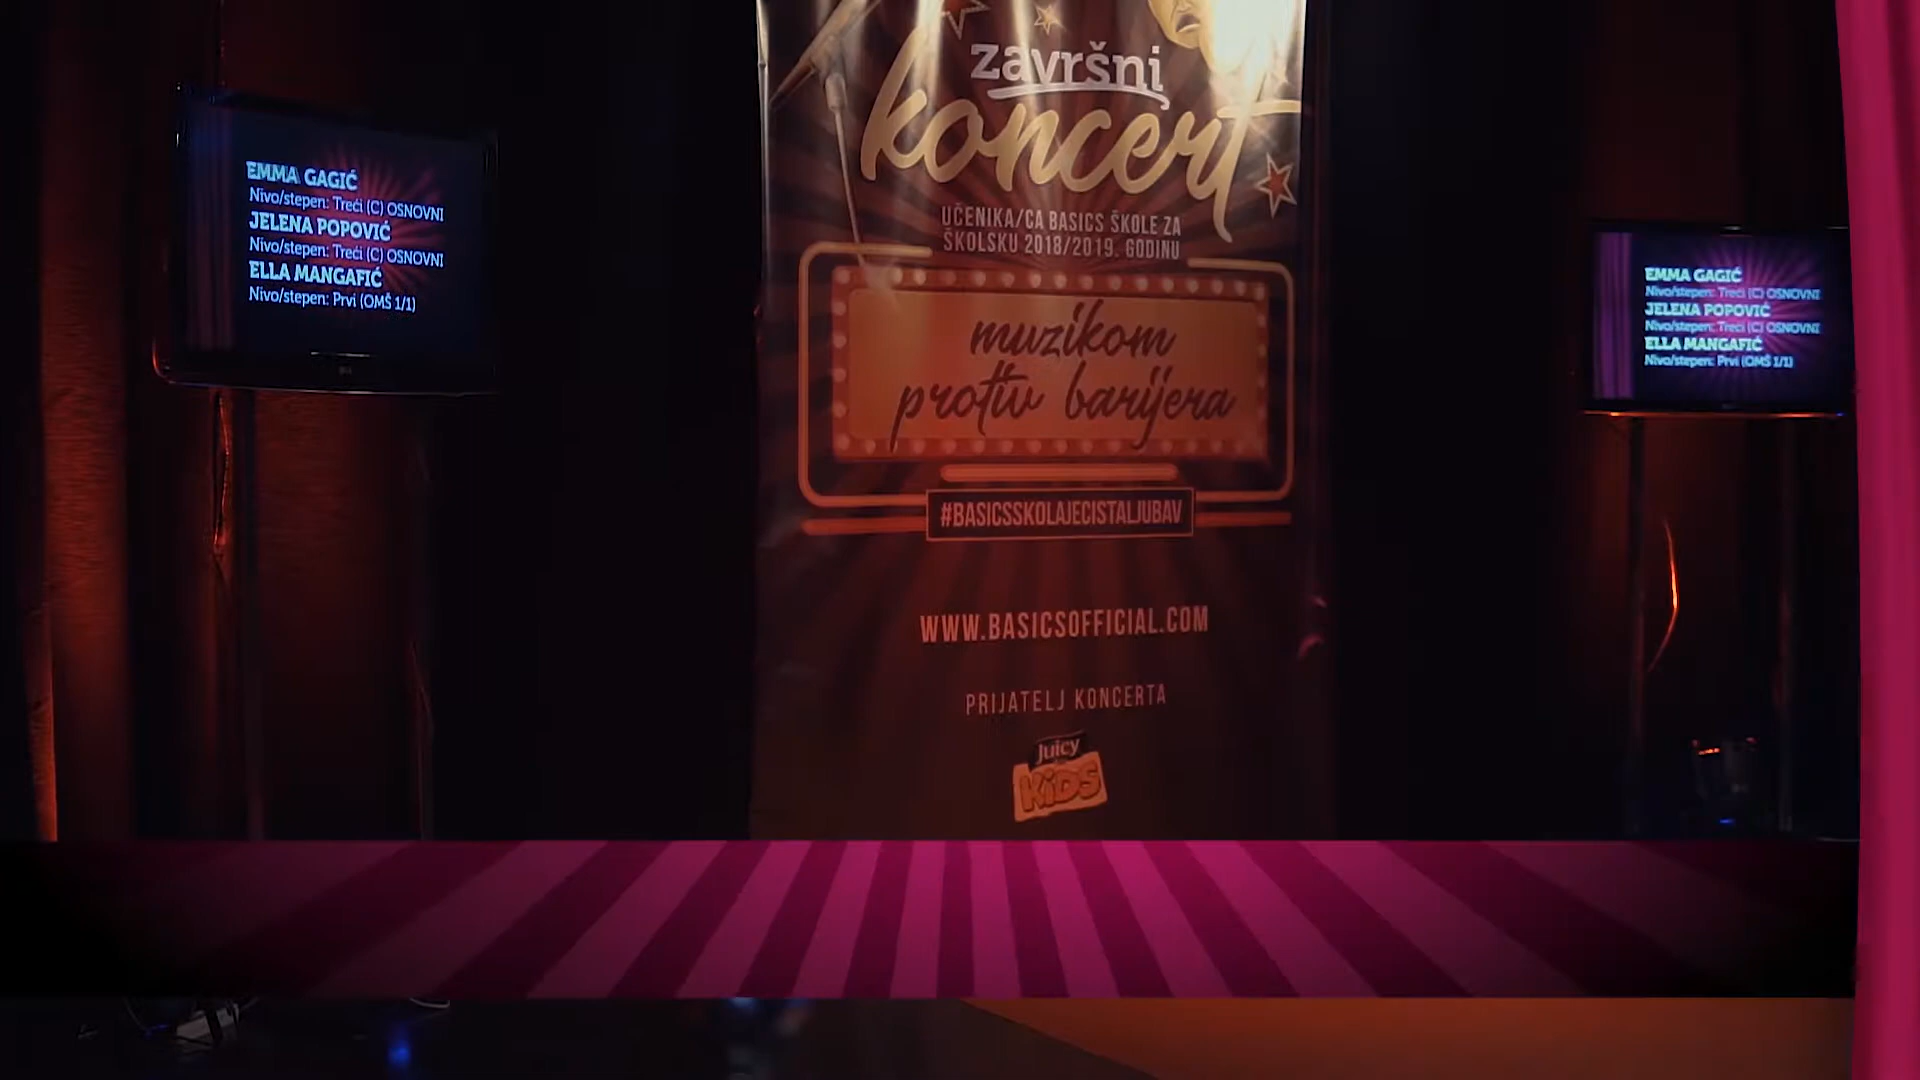 EMMA GAGIĆ
Nivo/stepen: Treći (C) OSNOVNI
JELENA POPOVIĆ
Nivo/stepen: Treći (C) OSNOVNI
ELLA MANGAFIĆ
Nivo/stepen: Prvi (OMŠ 1/1)
završni
koncert
UČENIKA/CA BASICS ŠKOLE ZA
ŠKOLSKU 2018/2019. GODINU
muzikom
protiv barijera
#BASICSSKOLAJECISTALJUBAV
WWW.BASICSOFFICIAL.COM
PRIJATELJ KONCERTA
Juicy
KiDS
EMMA GAGIĆ
Nivo/stepen: Treći (C) OSNOVNI
JELENA POPOVIĆ
Nivo/stepen: Treći (C) OSNOVNI
ELLA MANGAFIĆ
Nivo/stepen: Prvi (OMŠ 1/1)